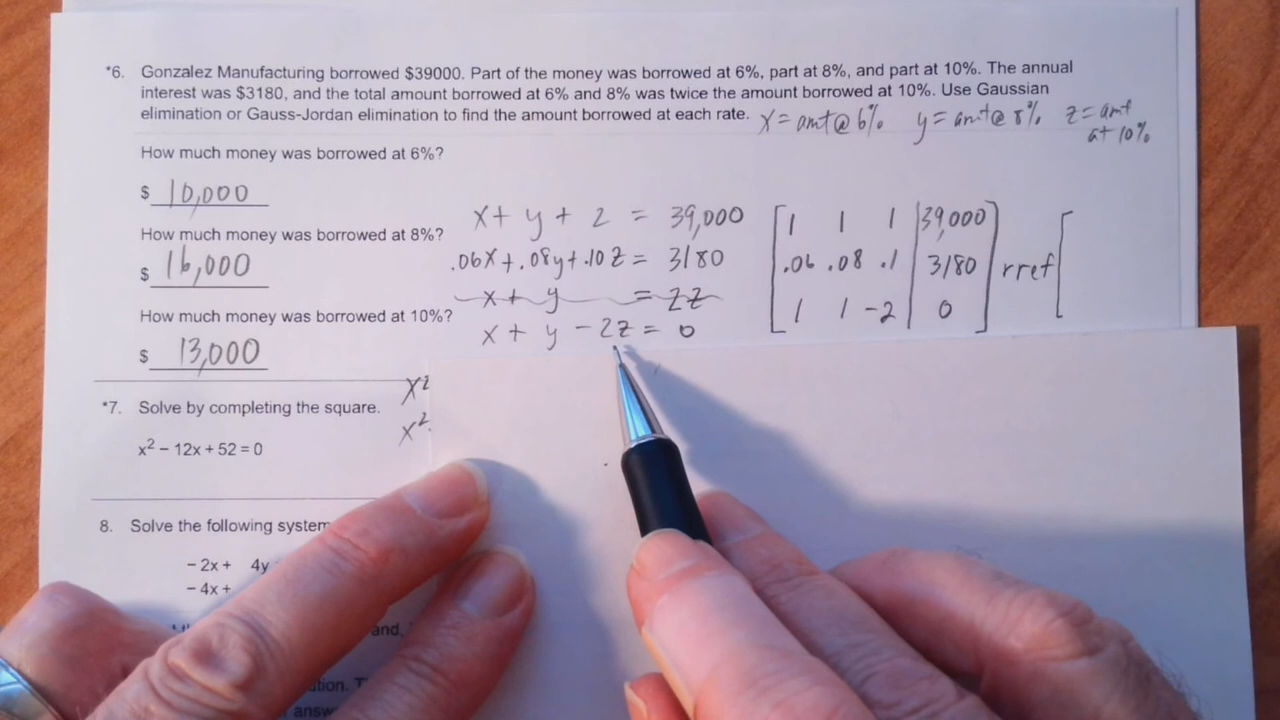 *6. Gonzalez Manufacturing borrowed $39000. Part of the money was borrowed at 6%, part at 8%, and part at 10%. The annual
interest was $3180, and the total amount borrowed at 6% and 8% was twice the amount borrowed at 10%. Use Gaussian
elimination or Gauss-Jordan elimination to find the amount borrowed at each rate.
x = amt @ 6% y = amt @ 8% z = amt
at 10%
How much money was borrowed at 6%?
$ 10,000
How much money was borrowed at 8%?
$ 16,000
How much money was borrowed at 10%?
$ 13,000
x + y + z = 39,000
.06x + .08y + .10z = 3180
x + y = 2z
x + y - 2z = 0
1 1 1 | 39,000
.06 .08 .1 | 3180
1 1 -2 | 0
rref [
*7. Solve by completing the square.
x² – 12x + 52 = 0
x²
x²
8. Solve the following system
– 2x + 4y
– 4x +
and,